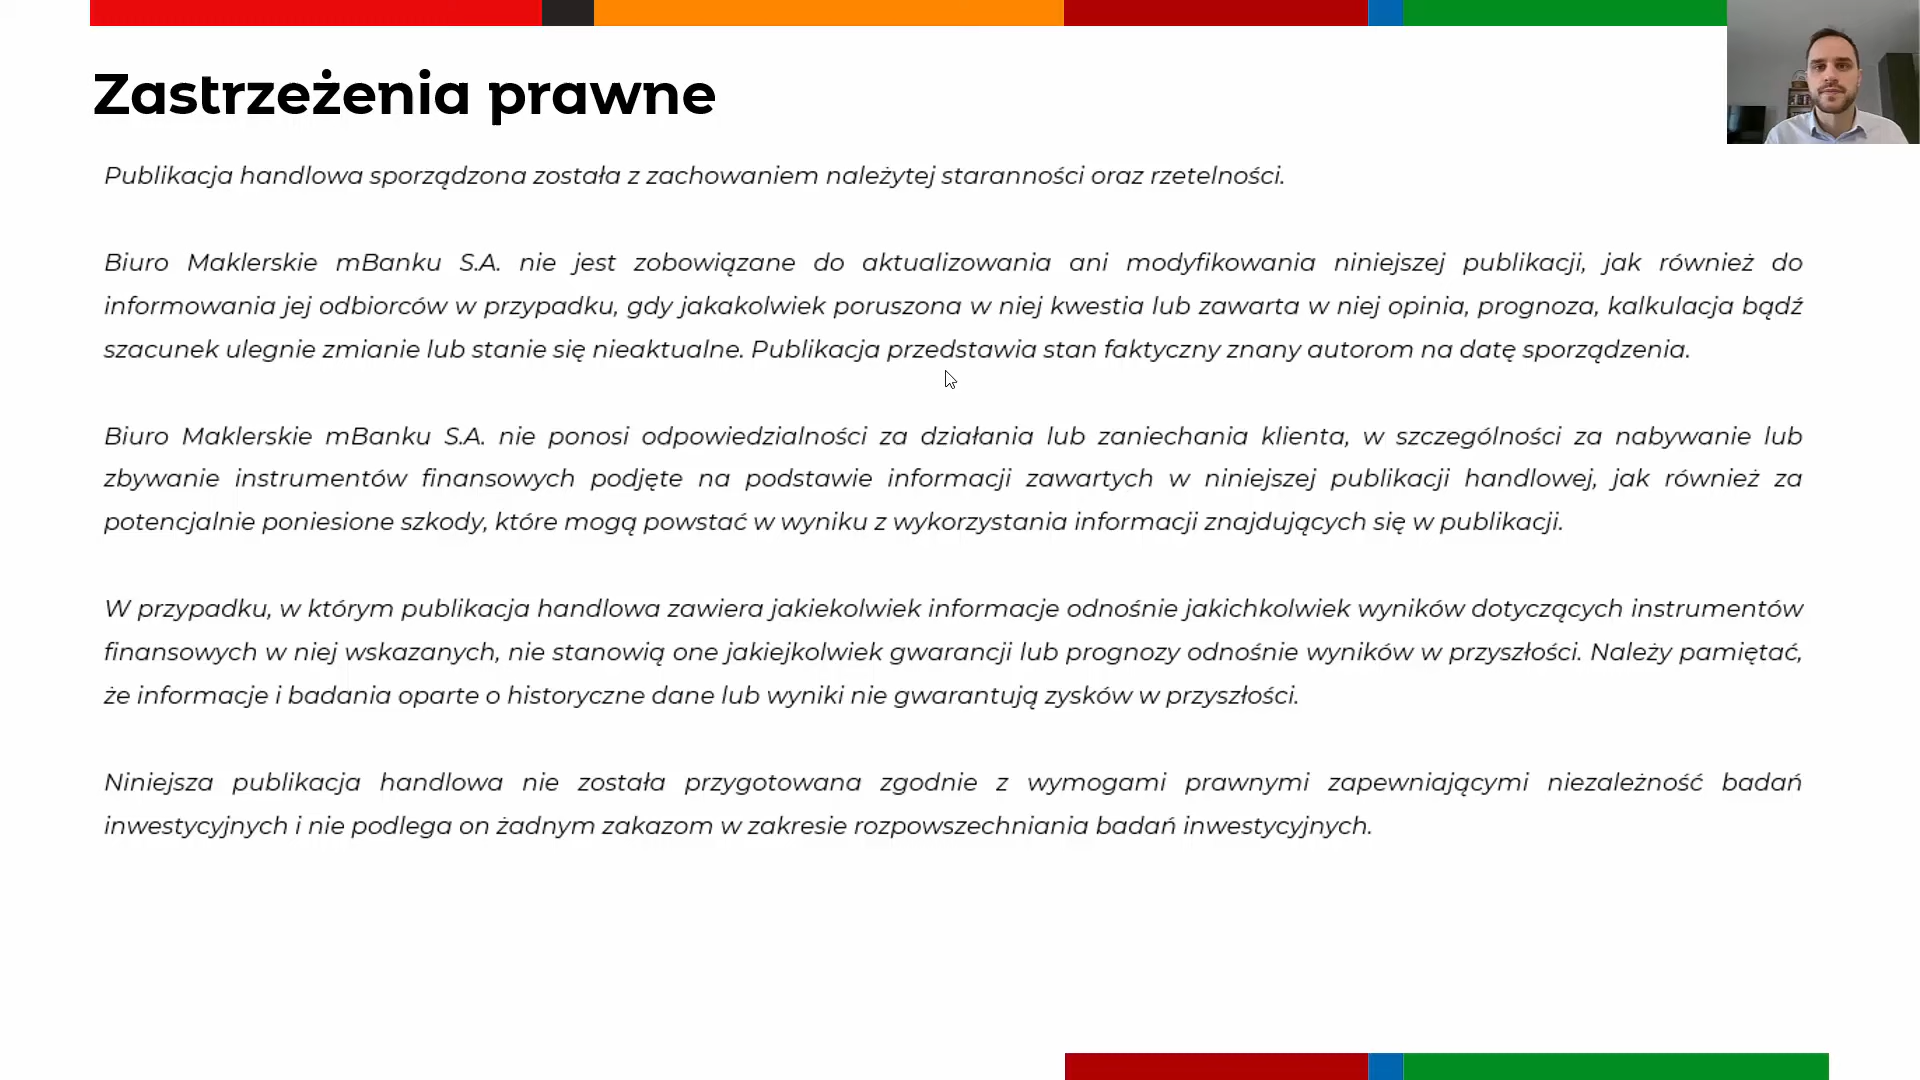 Zastrzeżenia prawne
Publikacja handlowa sporządzona została z zachowaniem należytej staranności oraz rzetelności.
Biuro Maklerskie mBanku S.A. nie jest zobowiązane do aktualizowania ani modyfikowania niniejszej publikacji, jak również do
informowania jej odbiorców w przypadku, gdy jakakolwiek poruszona w niej kwestia lub zawarta w niej opinia, prognoza, kalkulacja bądź
szacunek ulegnie zmianie lub stanie się nieaktualne. Publikacja przedstawia stan faktyczny znany autorom na datę sporządzenia.
Biuro Maklerskie mBanku S.A. nie ponosi odpowiedzialności za działania lub zaniechania klienta, w szczególności za nabywanie lub
zbywanie instrumentów finansowych podjęte na podstawie informacji zawartych w niniejszej publikacji handlowej, jak również za
potencjalnie poniesione szkody, które mogą powstać w wyniku z wykorzystania informacji znajdujących się w publikacji.
W przypadku, w którym publikacja handlowa zawiera jakiekolwiek informacje odnośnie jakichkolwiek wyników dotyczących instrumentów
finansowych w niej wskazanych, nie stanowią one jakiejkolwiek gwarancji lub prognozy odnośnie wyników w przyszłości. Należy pamiętać,
że informacje i badania oparte o historyczne dane lub wyniki nie gwarantują zysków w przyszłości.
Niniejsza publikacja handlowa nie została przygotowana zgodnie z wymogami prawnymi zapewniającymi niezależność badań
inwestycyjnych i nie podlega on żadnym zakazom w zakresie rozpowszechniania badań inwestycyjnych.